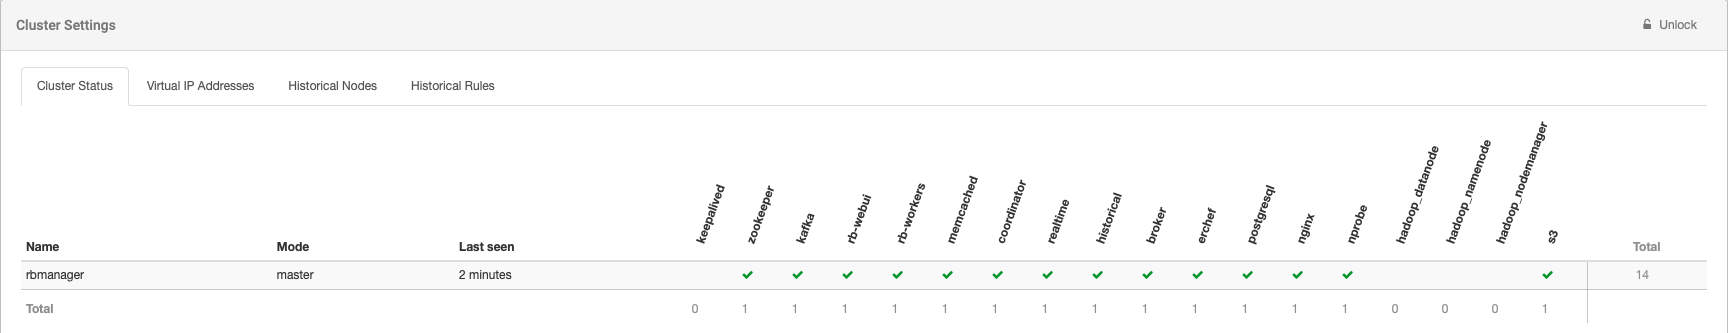 Cluster Settings
Unlock
Cluster Status Virtual IP Addresses Historical Nodes Historical Rules
Name Mode Last seen keepalived zookeeper kafka rb-webui rb-workers memcached coordinator realtime historical broker erchef postgresql nginx nprobe hadoop_datanode hadoop_namenode hadoop_nodemanager s3 Total
rbmanager master 2 minutes 14
Total 0 1 1 1 1 1 1 1 1 1 1 1 1 1 0 0 0 1